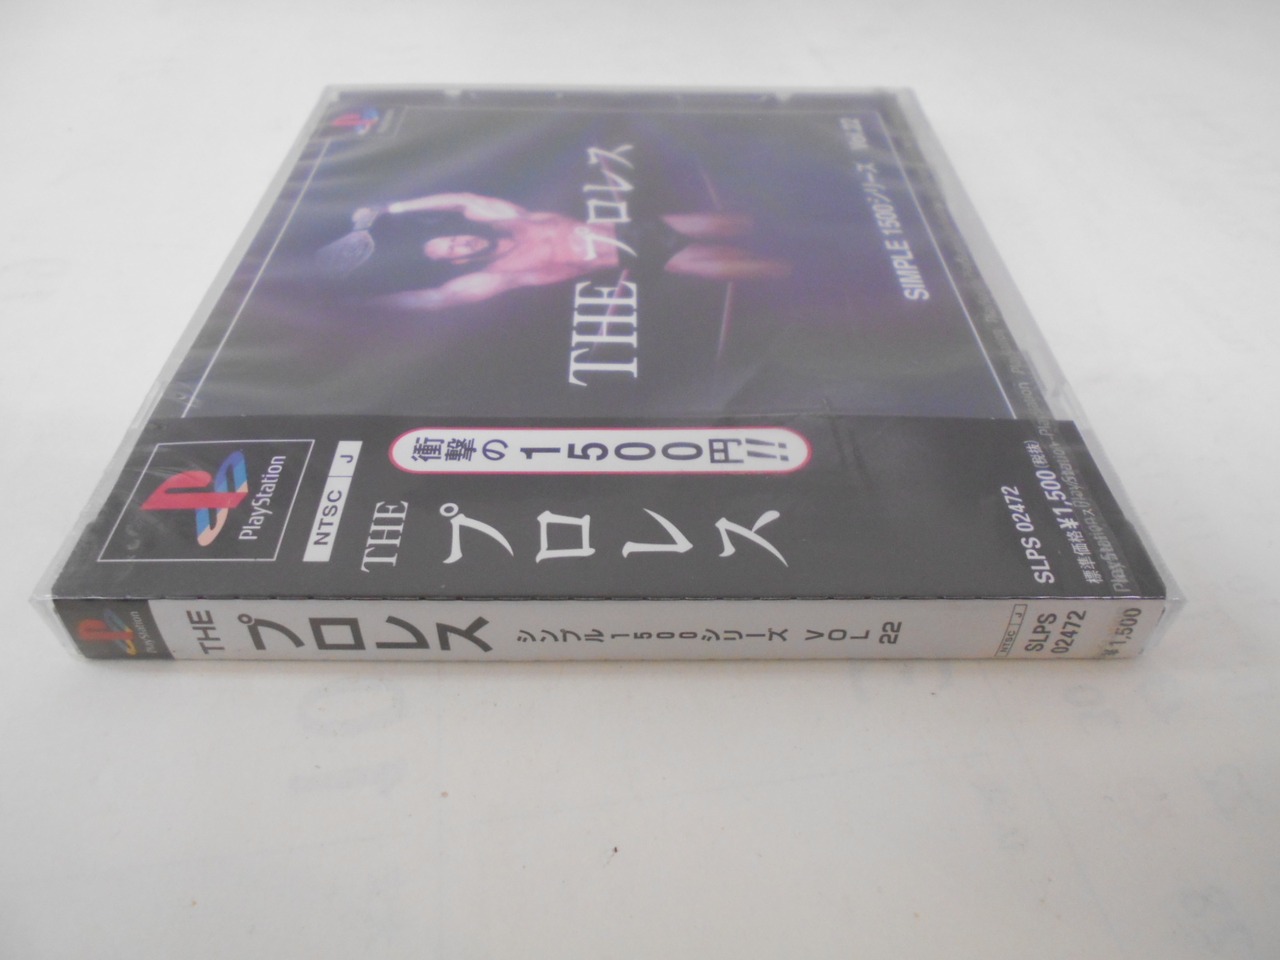 PlayStation
THE プロレス
SIMPLE 1500シリーズ Vol.22
PlayStation
NTSC J
THE
プロレス
衝撃の1500円!!
SLPS 02472
標準価格¥1,500(税抜)
PlayStation
THE
プロレス
シンプル1500シリーズ VOL 22
NTSC J
SLPS
02472
¥1,500